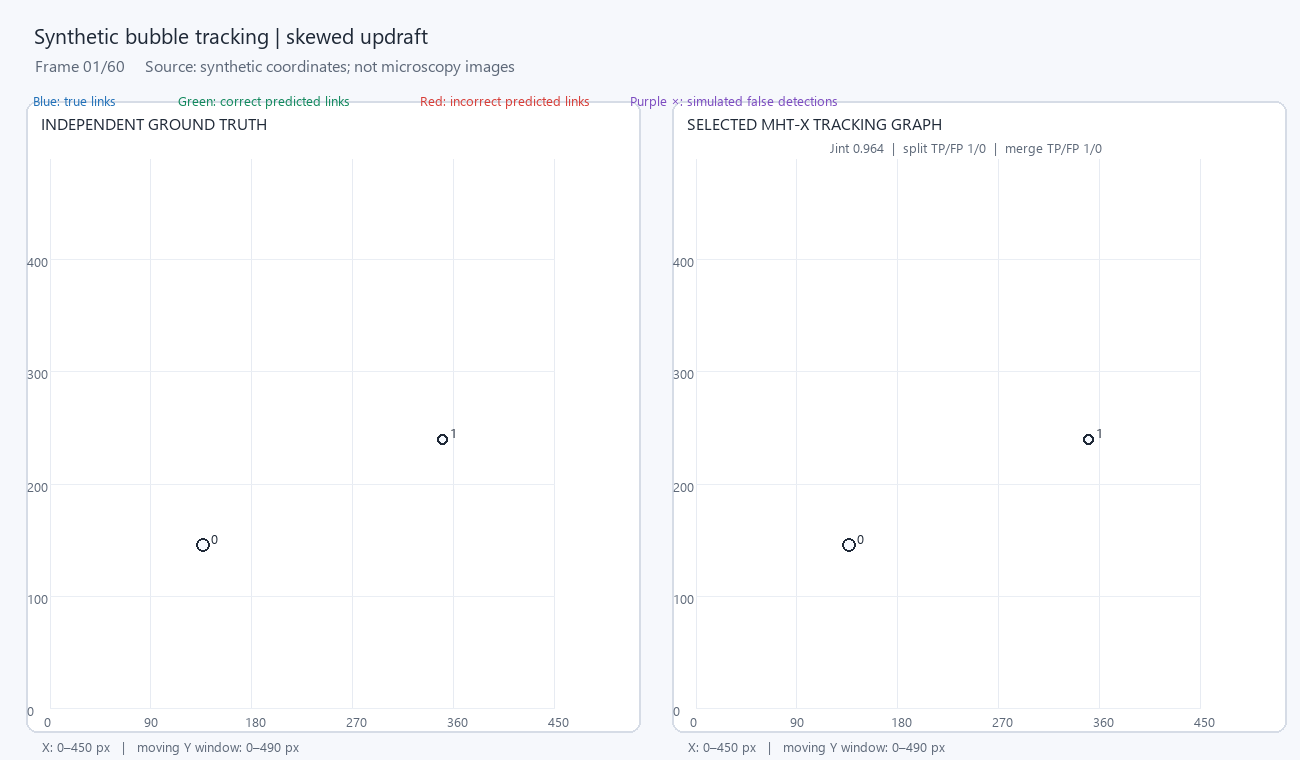 Synthetic bubble tracking | skewed updraft
Frame 01/60 Source: synthetic coordinates; not microscopy images
Blue: true links Green: correct predicted links Red: incorrect predicted links Purple ×: simulated false detections
INDEPENDENT GROUND TRUTH
400
300
200
100
0
0 90 180 270 360 450
1
0
X: 0–450 px | moving Y window: 0–490 px
SELECTED MHT-X TRACKING GRAPH
Jint 0.964 | split TP/FP 1/0 | merge TP/FP 1/0
400
300
200
100
0
0 90 180 270 360 450
1
0
X: 0–450 px | moving Y window: 0–490 px